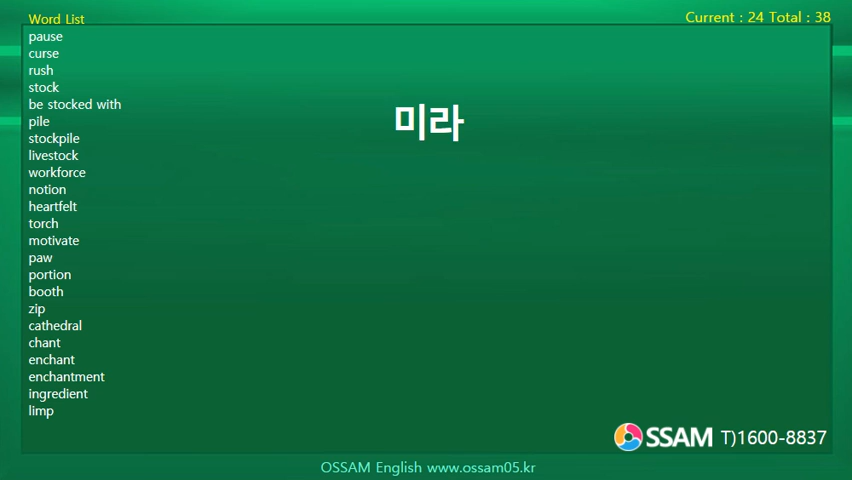 Word List
Current : 24 Total : 38
pause
curse
rush
stock
be stocked with
pile
stockpile
livestock
workforce
notion
heartfelt
torch
motivate
paw
portion
booth
zip
cathedral
chant
enchant
enchantment
ingredient
limp
미라
OSSAM T)1600-8837
OSSAM English www.ossam05.kr